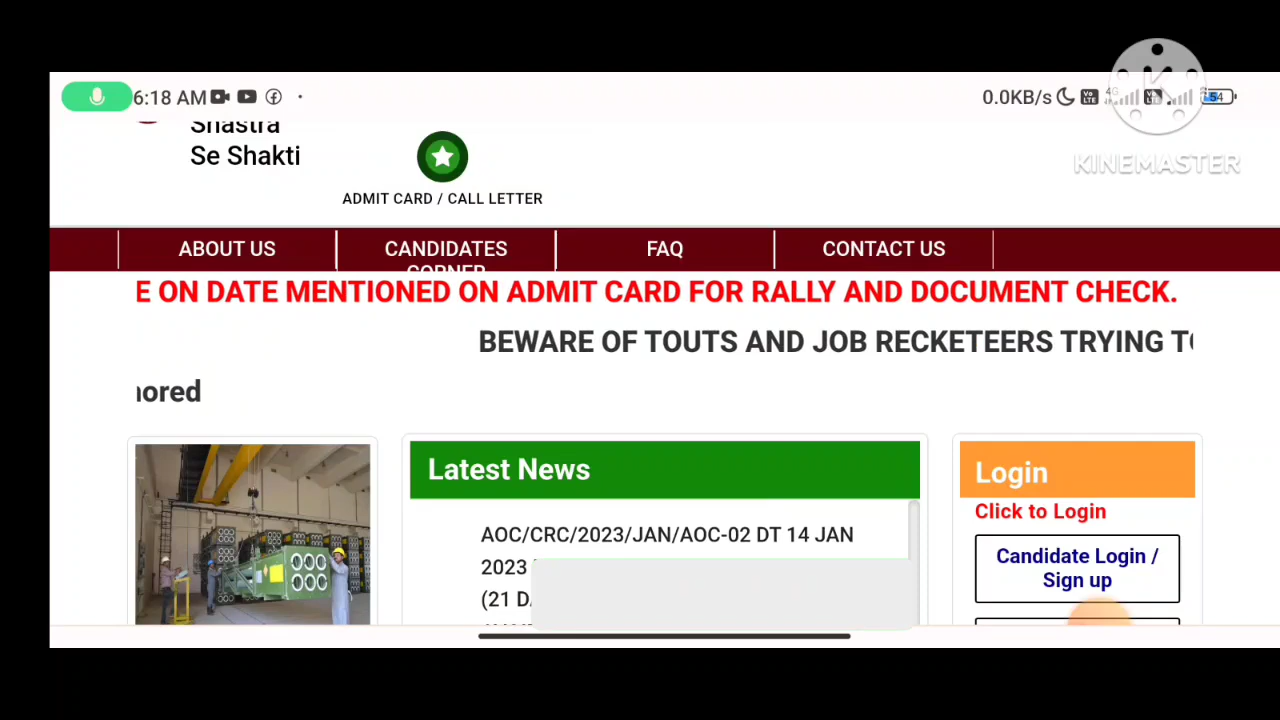 6:18 AM
0.0KB/s
54
KINEMASTER
Shastra
Se Shakti
ADMIT CARD / CALL LETTER
ABOUT US
CANDIDATES
CORNER
FAQ
CONTACT US
E ON DATE MENTIONED ON ADMIT CARD FOR RALLY AND DOCUMENT CHECK.
BEWARE OF TOUTS AND JOB RECKETEERS TRYING
nored
Latest News
AOC/CRC/2023/JAN/AOC-02 DT 14 JAN
2023
(21
Login
Click to Login
Candidate Login /
Sign up